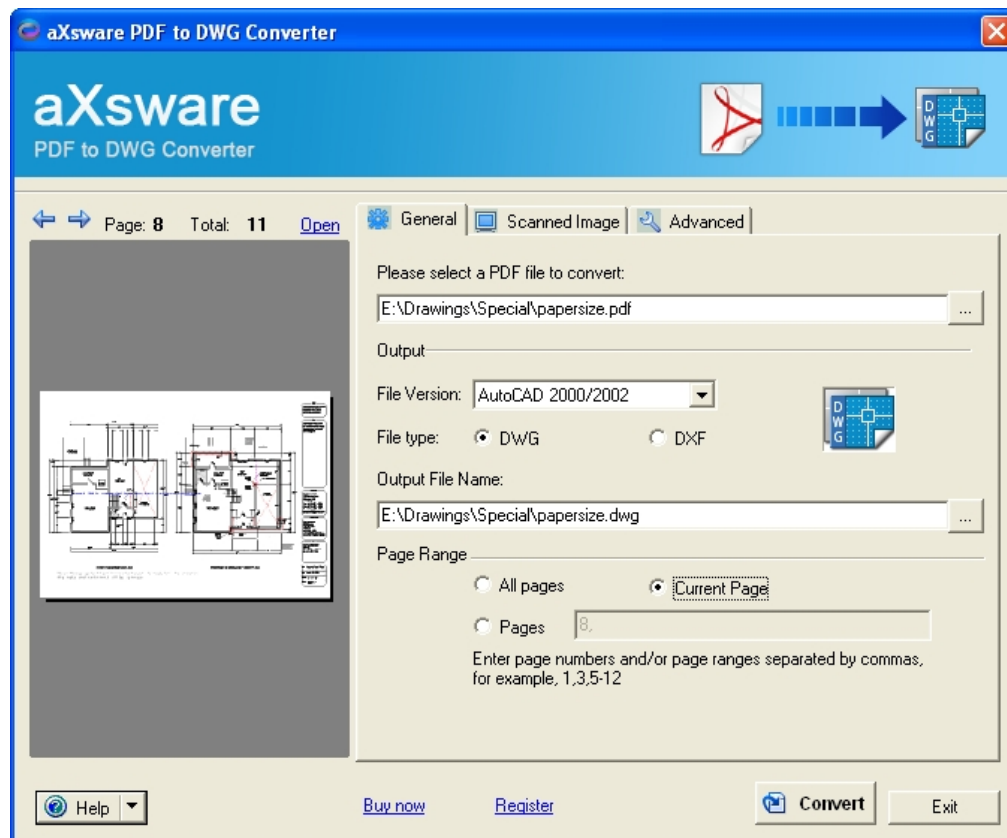 aXsware PDF to DWG Converter
aXsware
PDF to DWG Converter
DWG
Page: 8 Total: 11 Open
General Scanned Image Advanced
Please select a PDF file to convert:
E:\Drawings\Special\papersize.pdf ...
Output
File Version: AutoCAD 2000/2002
DWG
File type: DWG DXF
Output File Name:
E:\Drawings\Special\papersize.dwg ...
Page Range
All pages Current Page
Pages 8,
Enter page numbers and/or page ranges separated by commas,
for example, 1,3,5-12
Help Buy now Register Convert Exit